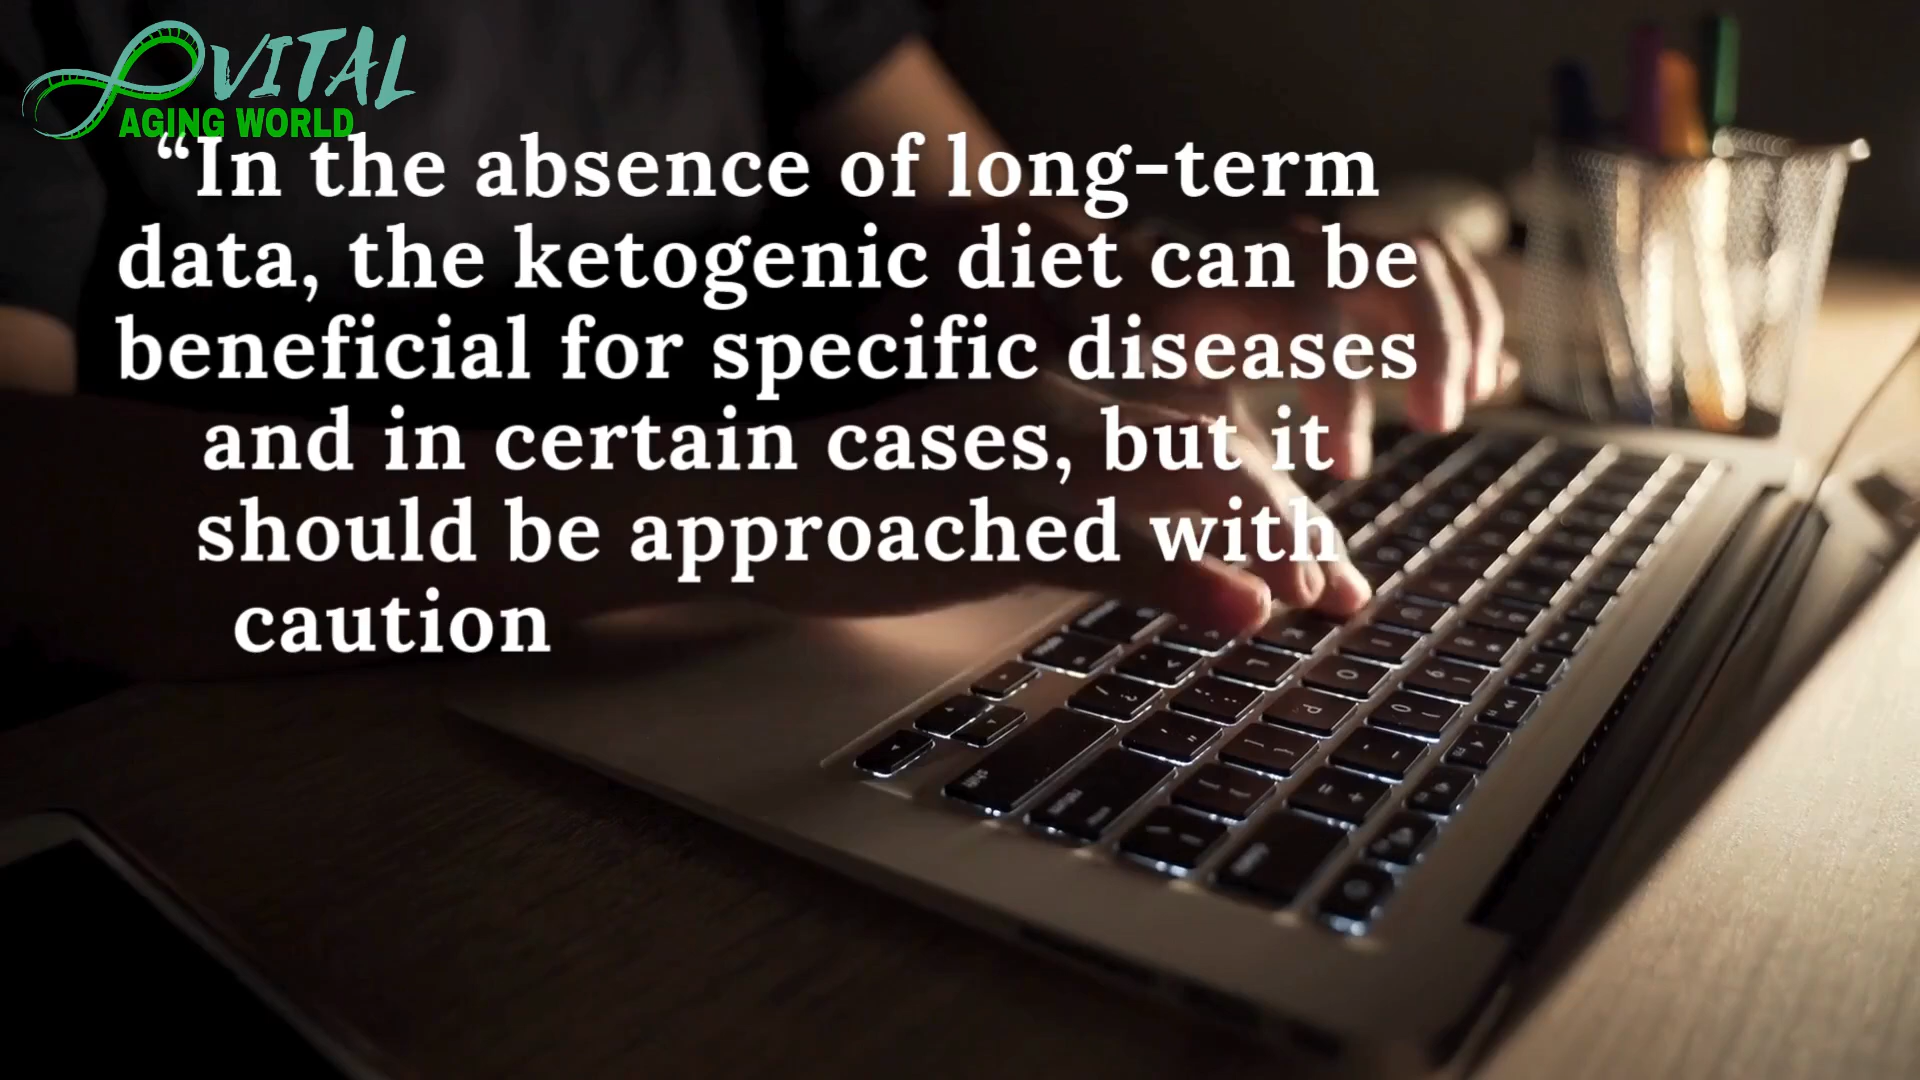 VITAL
AGING WORLD
“In the absence of long-term
data, the ketogenic diet can be
beneficial for specific diseases
and in certain cases, but it
should be approached with
caution